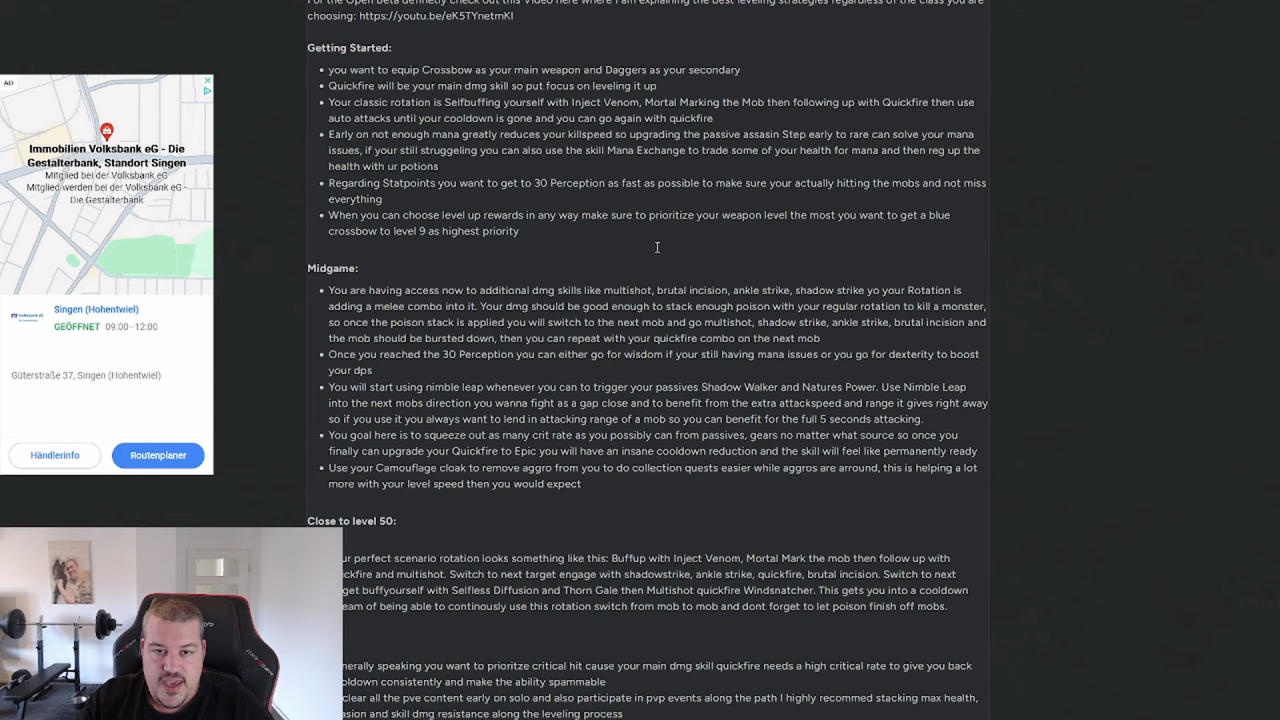 For the Open beta definetly check out this Video here where I am explaining the best leveling strategies regardless of the class you are
choosing: https://youtu.be/eK5TYnetmKI
Getting Started:
you want to equip Crossbow as your main weapon and Daggers as your secondary
Quickfire will be your main dmg skill so put focus on leveling it up
Your classic rotation is Selfbuffing yourself with Inject Venom, Mortal Marking the Mob then following up with Quickfire then use
auto attacks until your cooldown is gone and you can go again with quickfire
Early on not enough mana greatly reduces your killspeed so upgrading the passive assasin Step early to rare can solve your mana
issues, if your still struggling you can also use the skill Mana Exchange to trade some of your health for mana and then reg up the
health with ur potions
Regarding Statpoints you want to get to 30 Perception as fast as possible to make sure your actually hitting the mobs and not miss
everything
When you can choose level up rewards in any way make sure to prioritize your weapon level the most you want to get a blue
crossbow to level 9 as highest priority
Midgame:
You are having access now to additional dmg skills like multishot, brutal incision, ankle strike, shadow strike yo your Rotation is
adding a melee combo into it. Your dmg should be good enough to stack enough poison with your regular rotation to kill a monster,
so once the poison stack is applied you will switch to the next mob and go multishot, shadow strike, ankle strike, brutal incision and
the mob should be bursted down, then you can repeat with your quickfire combo on the next mob
Once you reached the 30 Perception you can either go for wisdom if your still having mana issues or you go for dexterity to boost
your dps
You will start using nimble leap whenever you can to trigger your passives Shadow Walker and Natures Power. Use Nimble Leap
into the next mobs direction you wanna fight as a gap close and to benefit from the extra attackspeed and range it gives right away
so if you use it you always want to lend in attacking range of a mob so you can benefit for the full 5 seconds attacking.
You goal here is to squeeze out as many crit rate as you possibly can from passives, gears no matter what source so once you
finally can upgrade your Quickfire to Epic you will have an insane cooldown reduction and the skill will feel like permanently ready
Use your Camouflage cloak to remove aggro from you to do collection quests easier while aggros are arround, this is helping a lot
more with your level speed then you would expect
Close to level 50:
ur perfect scenario rotation looks something like this: Buffup with Inject Venom, Mortal Mark the mob then follow up with
ckfire and multishot. Switch to next target engage with shadowstrike, ankle strike, quickfire, brutal incision. Switch to next
get buffyourself with Selfless Diffusion and Thorn Gale then Multishot quickfire Windsnatcher. This gets you into a cooldown
eam of being able to continously use this rotation switch from mob to mob and dont forget to let poison finish off mobs.
nerally speaking you want to prioritze critical hit cause your main dmg skill quickfire needs a high critical rate to give you back
oldown consistently and make the ability spammable
clear all the pve content early on solo and also participate in pvp events along the path I highly recommed stacking max health,
asion and skill dmg resistance along the leveling process
AD
Immobilien Volksbank eG - Die
Gestalterbank, Standort Singen
Mitglied bei der Volksbank eG
Mitglied werden bei der Volksbank eG -
Die Gestalterbank
Singen (Hohentwiel)
GEÖFFNET 09:00–12:00
Güterstraße 37, Singen (Hohentwiel)
Händlerinfo
Routenplaner